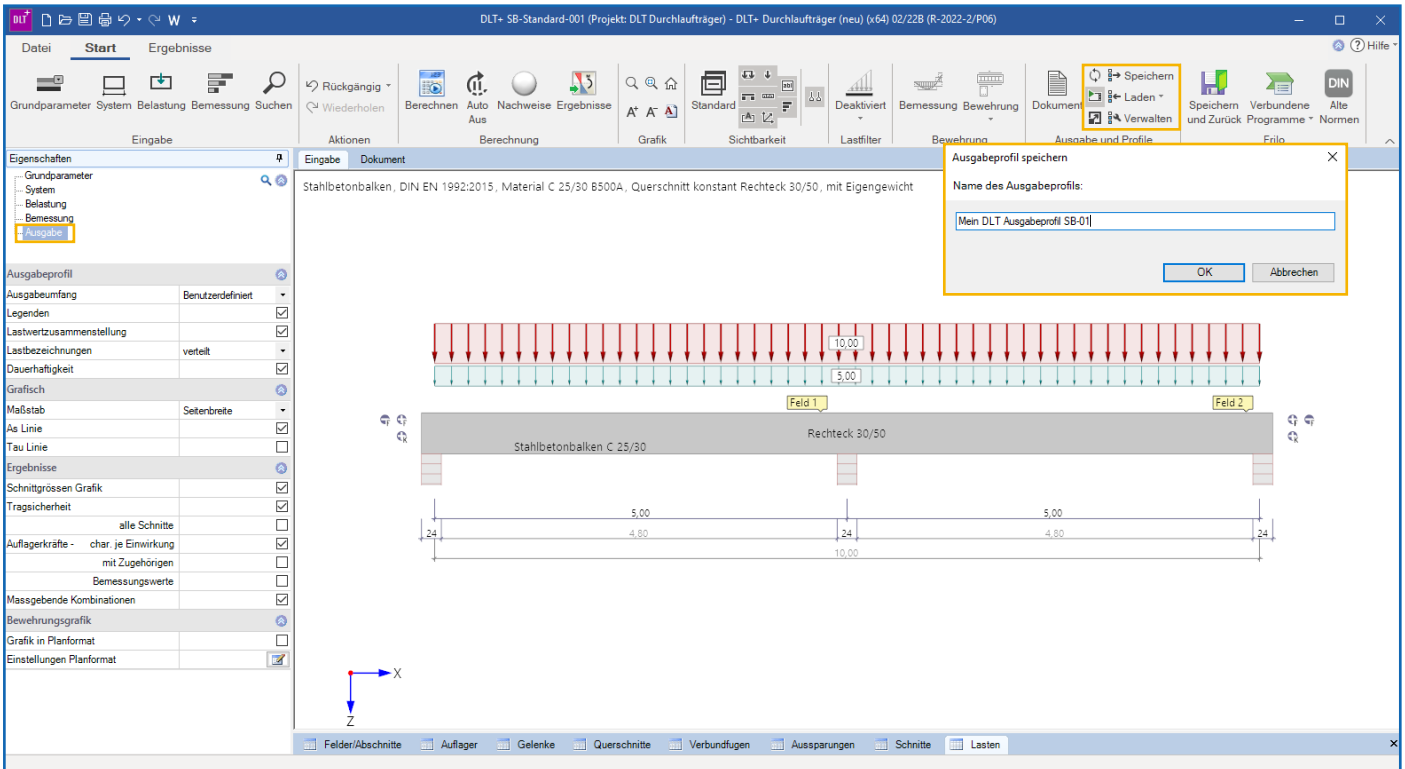 DLT+ W DLT+ SB-Standard-001 (Projekt: DLT Durchlaufträger) - DLT+ Durchlaufträger (neu) (x64) 02/22B (R-2022-2/P06)
Datei Start Ergebnisse Hilfe
Grundparameter System Belastung Bemessung Suchen
Rückgängig
Wiederholen
Berechnen Auto Aus Nachweise Ergebnisse
A+ A- A
Standard
Deaktiviert
Bemessung Bewehrung
Dokument
Speichern
Laden
Verwalten
Speichern und Zurück
Verbundene Programme
DIN Alte Normen
Eingabe Aktionen Berechnung Grafik Sichtbarkeit Lastfilter Bewehrung Ausgabe und Profile Frilo
Eigenschaften
Grundparameter
System
Belastung
Bemessung
Ausgabe
Ausgabeprofil
Ausgabeumfang Benutzerdefiniert
Legenden
Lastwertzusammenstellung
Lastbezeichnungen verteilt
Dauerhaftigkeit
Grafisch
Maßstab Seitenbreite
As Linie
Tau Linie
Ergebnisse
Schnittgrössen Grafik
Tragsicherheit
alle Schnitte
Auflagerkräfte - char. je Einwirkung
mit Zugehörigen
Bemessungswerte
Massgebende Kombinationen
Bewehrungsgrafik
Grafik in Planformat
Einstellungen Planformat
Eingabe Dokument
Stahlbetonbalken, DIN EN 1992:2015, Material C 25/30 B500A, Querschnitt konstant Rechteck 30/50, mit Eigengewicht
Ausgabeprofil speichern
Name des Ausgabeprofils:
Mein DLT Ausgabeprofil SB-01
OK Abbrechen
10,00
5,00
Feld 1 Feld 2
Rechteck 30/50
Stahlbetonbalken C 25/30
5,00 5,00
24 4,80 24 4,80 24
10,00
X
Z
Felder/Abschnitte Auflager Gelenke Querschnitte Verbundfugen Aussparungen Schnitte Lasten